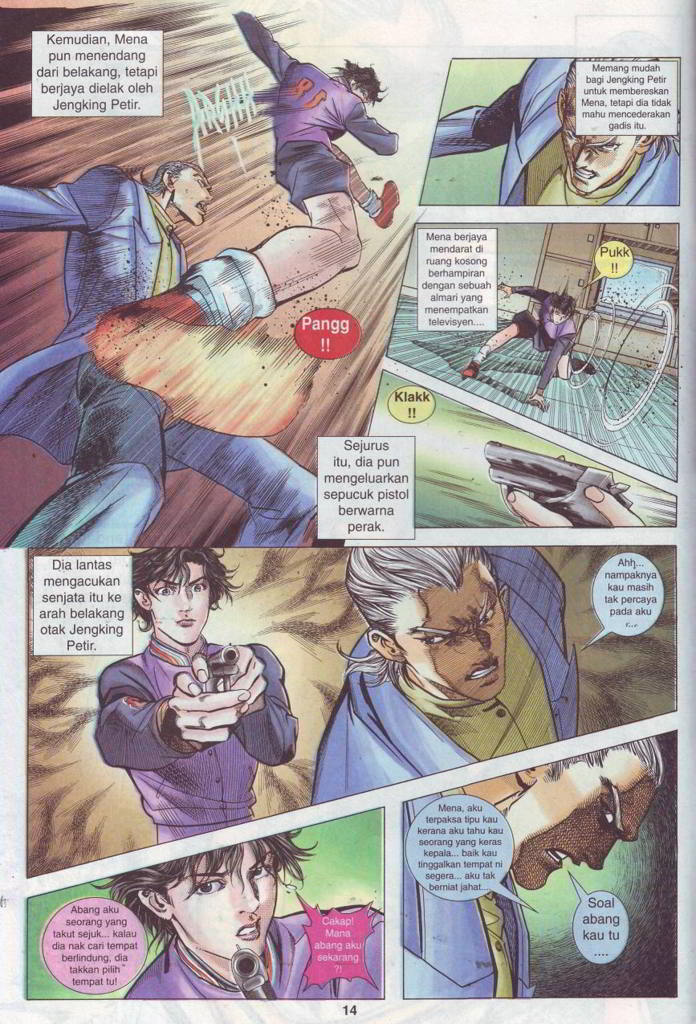 Kemudian, Mena
pun menendang
dari belakang, tetapi
berjaya dielak oleh
Jengking Petir.
Memang mudah
bagi Jengking Petir
untuk membereskan
Mena, tetapi dia tidak
mahu mencederakan
gadis itu.
Mena berjaya
mendarat di
ruang kosong
berhampiran
dengan sebuah
almari yang
menempatkan
televisyen....
Pukk
!!
Pangg
!!
Klakk
!!
Sejurus
itu, dia pun
mengeluarkan
sepucuk pistol
berwarna
perak.
Dia lantas
mengacukan
senjata itu ke
arah belakang
otak Jengking
Petir.
Ahh...
nampaknya
kau masih
tak percaya
pada aku
Abang aku
seorang yang
takut sejuk... kalau
dia nak cari tempat
berlindung, dia
takkan pilih
tempat tu!
Cakap!
Mana
abang aku
sekarang
?!
Mena, aku
terpaksa tipu kau
kerana aku tahu kau
seorang yang keras
kepala... baik kau
tinggalkan tempat ni
segera... aku tak
berniat jahat...
Soal
abang
kau tu
....
14